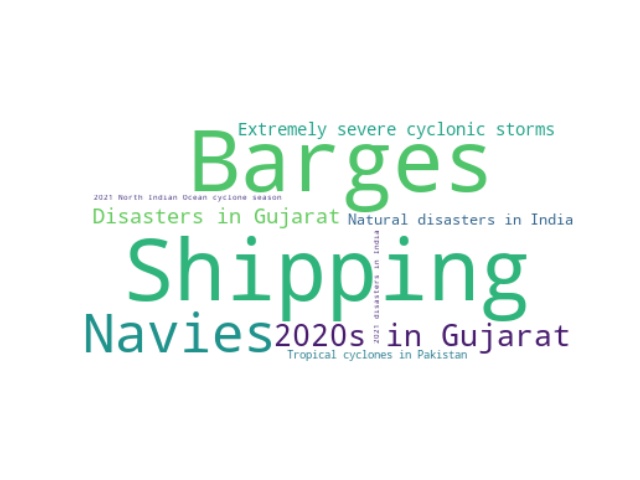 Extremely severe cyclonic storms
Barges
2021 North Indian Ocean cyclone season
Disasters in Gujarat
Natural disasters in India
Shipping
2021 disasters in India
Navies
2020s in Gujarat
Tropical cyclones in Pakistan